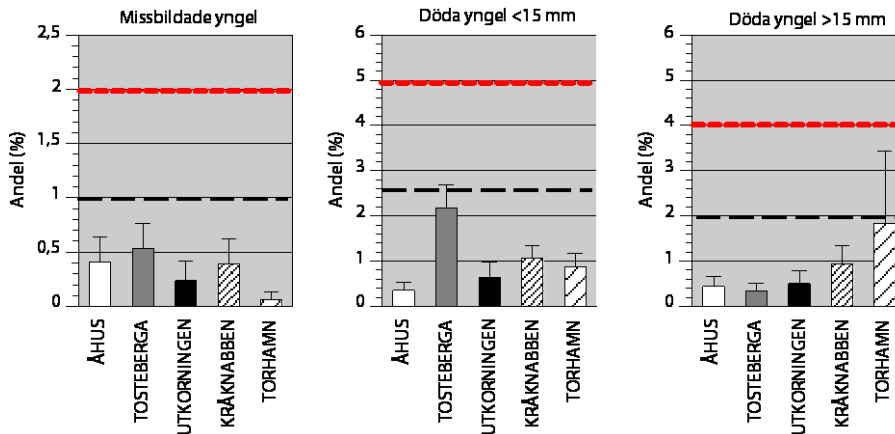 Missbildade yngel
Andel (%)
2,5
2
1,5
1
0,5
0
ÅHUS
TOSTEBERGA
UTKORNINGEN
KRÅKNABBEN
TORHAMN
Döda yngel <15 mm
Andel (%)
6
5
4
3
2
1
0
ÅHUS
TOSTEBERGA
UTKORNINGEN
KRÅKNABBEN
TORHAMN
Döda yngel >15 mm
Andel (%)
6
5
4
3
2
1
0
ÅHUS
TOSTEBERGA
UTKORNINGEN
KRÅKNABBEN
TORHAMN